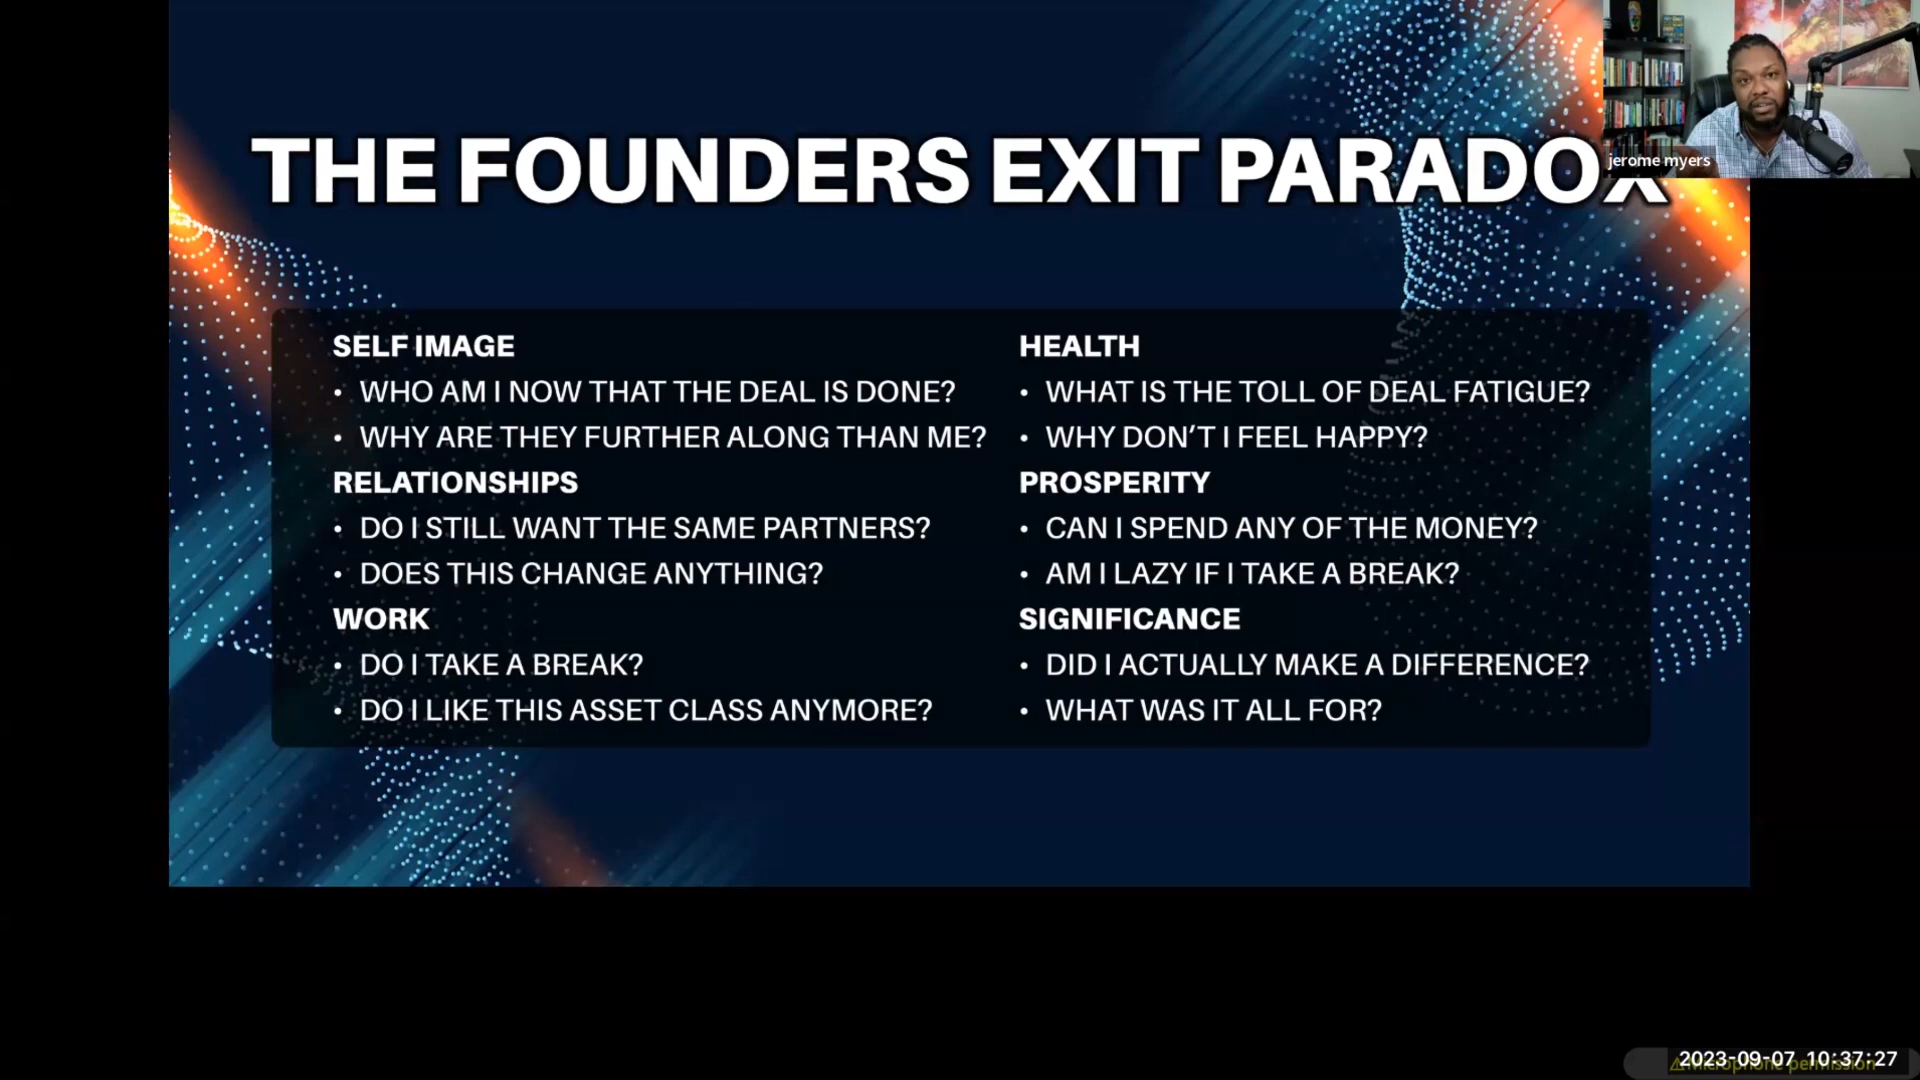 THE FOUNDERS EXIT PARADOX
jerome myers
SELF IMAGE
• WHO AM I NOW THAT THE DEAL IS DONE?
• WHY ARE THEY FURTHER ALONG THAN ME?
RELATIONSHIPS
• DO I STILL WANT THE SAME PARTNERS?
• DOES THIS CHANGE ANYTHING?
WORK
• DO I TAKE A BREAK?
• DO I LIKE THIS ASSET CLASS ANYMORE?
HEALTH
• WHAT IS THE TOLL OF DEAL FATIGUE?
• WHY DON'T I FEEL HAPPY?
PROSPERITY
• CAN I SPEND ANY OF THE MONEY?
• AM I LAZY IF I TAKE A BREAK?
SIGNIFICANCE
• DID I ACTUALLY MAKE A DIFFERENCE?
• WHAT WAS IT ALL FOR?
2023-09-07 10:37:27
Microphone permission